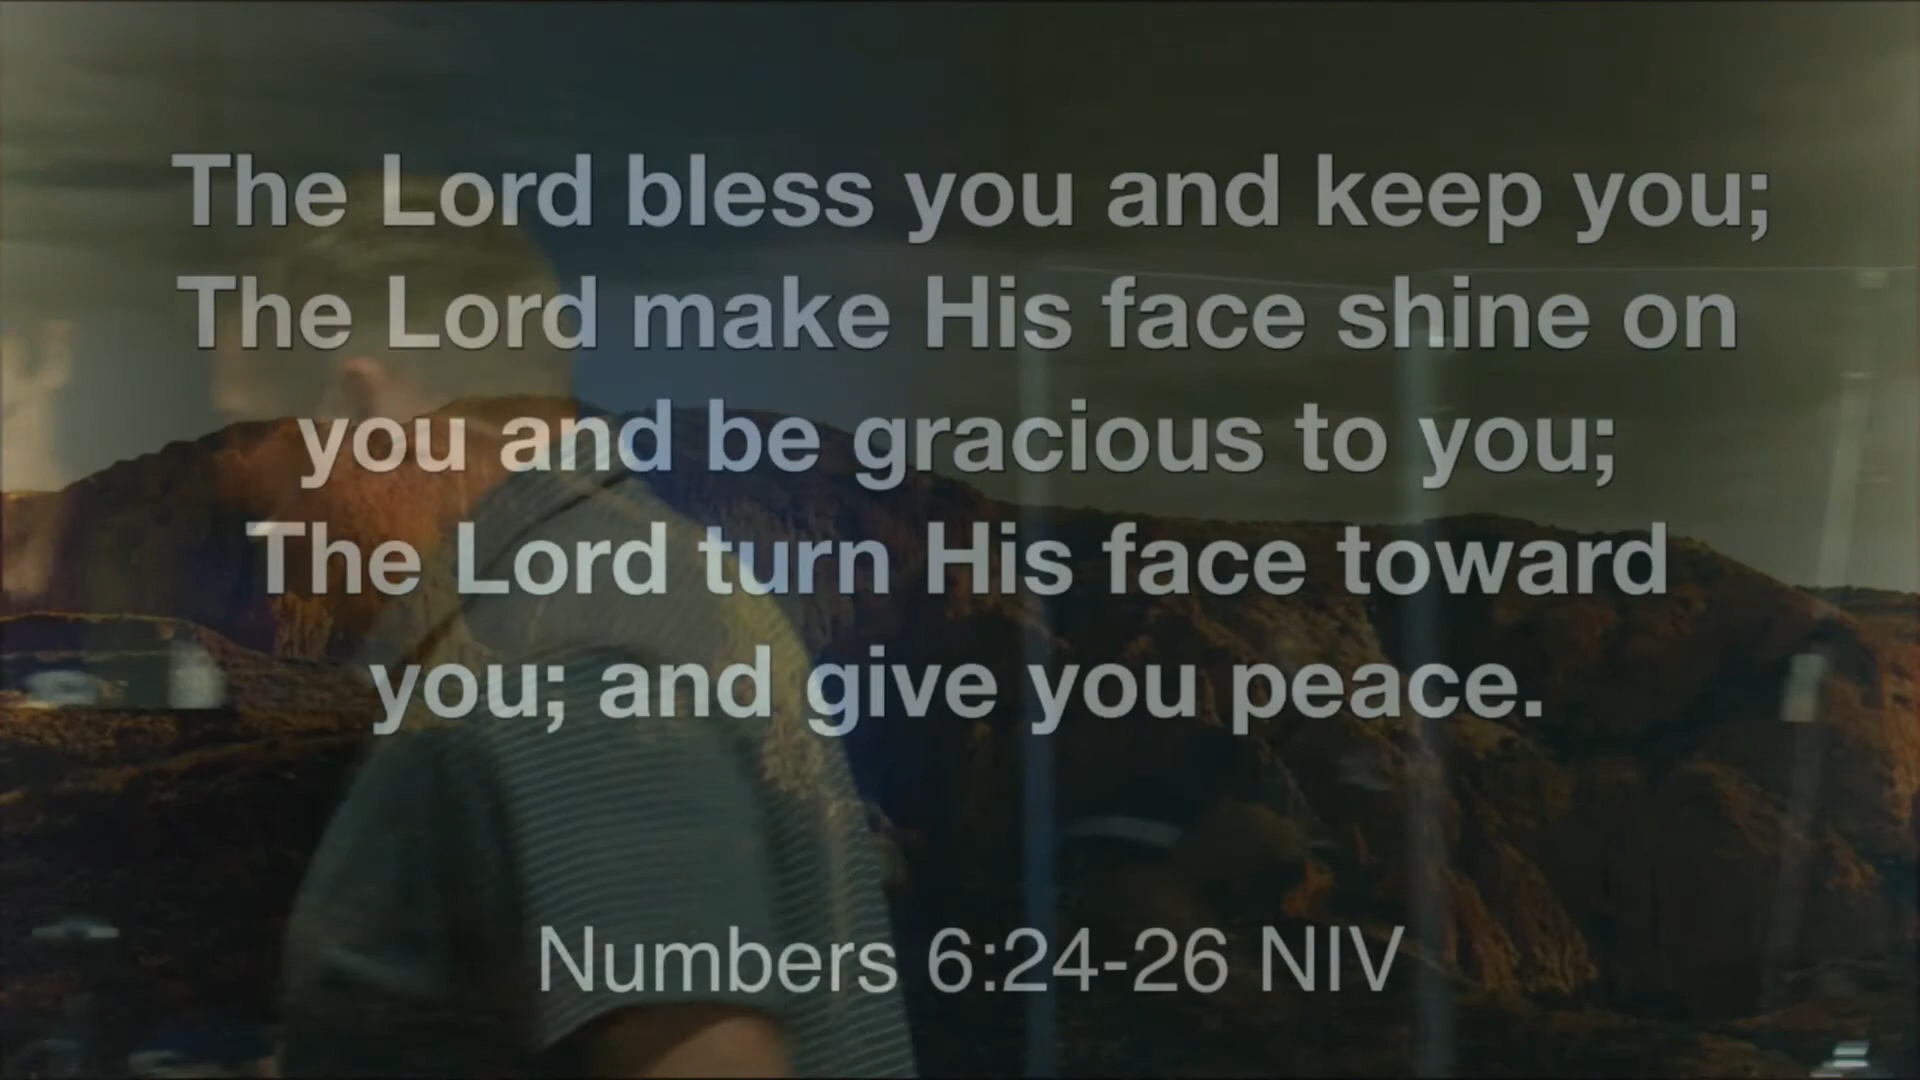 The Lord bless you and keep you;
The Lord make His face shine on
you and be gracious to you;
The Lord turn His face toward
you; and give you peace.
Numbers 6:24-26 NIV